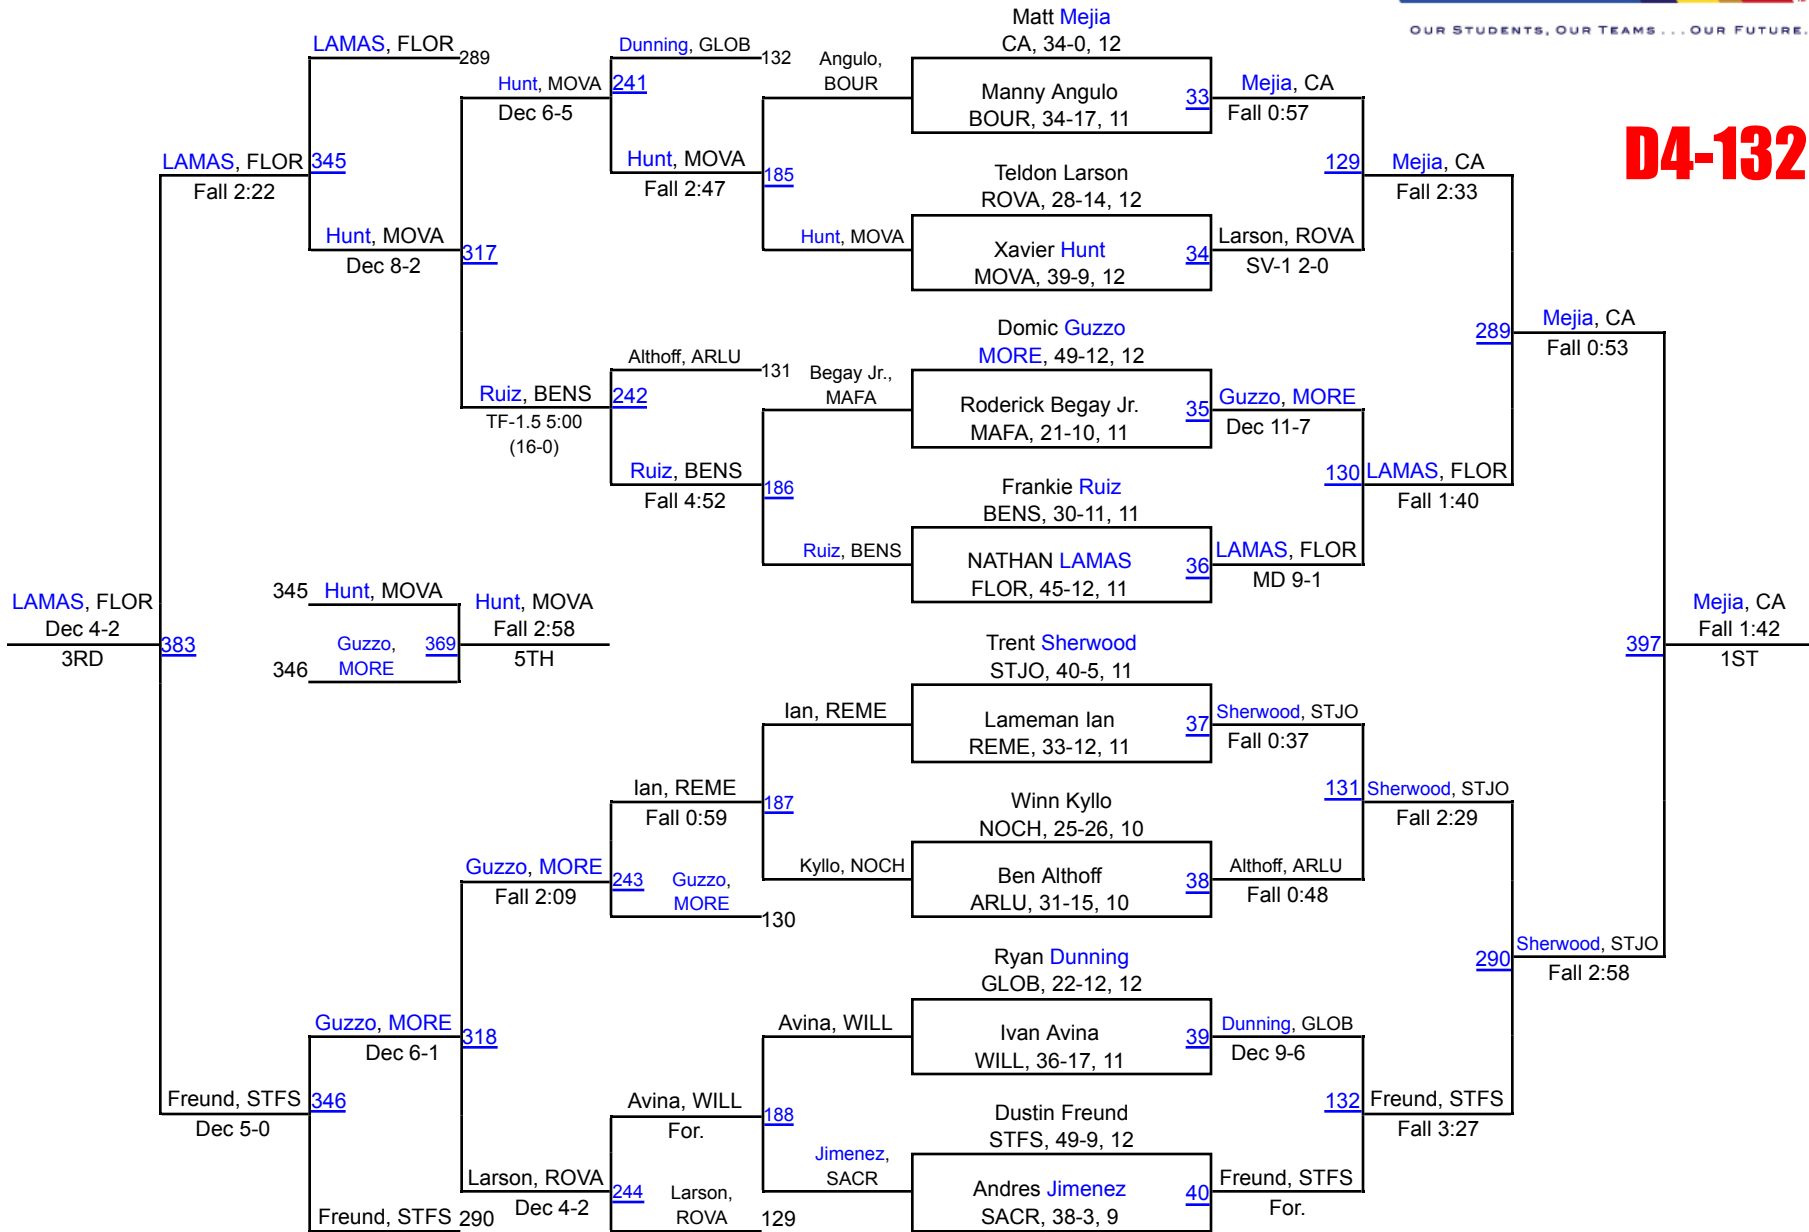 OUR STUDENTS, OUR TEAMS . . . OUR FUTURE.
D4-132
LAMAS, FLOR
289
Dunning, GLOB
132
Hunt, MOVA
241
Dec 6-5
LAMAS, FLOR
345
Fall 2:22
Hunt, MOVA
Fall 2:47
185
Angulo,
BOUR
Hunt, MOVA
Hunt, MOVA
Dec 8-2
317
Althoff, ARLU
131
Ruiz, BENS
242
TF-1.5 5:00
(16-0)
Ruiz, BENS
Fall 4:52
186
Begay Jr.,
MAFA
Ruiz, BENS
LAMAS, FLOR
Dec 4-2
3RD
383
345
Hunt, MOVA
Guzzo,
MORE
346
369
Hunt, MOVA
Fall 2:58
5TH
Ian, REME
Ian, REME
Fall 0:59
187
Kyllo, NOCH
Guzzo, MORE
Fall 2:09
243
Guzzo,
MORE
130
Guzzo, MORE
Dec 6-1
318
Freund, STFS
Dec 5-0
346
Avina, WILL
Avina, WILL
For.
188
Jimenez,
SACR
Larson, ROVA
Dec 4-2
244
Larson,
ROVA
129
Freund, STFS
290
Matt Mejia
CA, 34-0, 12
Manny Angulo
BOUR, 34-17, 11
33
Mejia, CA
Fall 0:57
Teldon Larson
ROVA, 28-14, 12
Xavier Hunt
MOVA, 39-9, 12
34
Larson, ROVA
SV-1 2-0
129
Mejia, CA
Fall 2:33
Domic Guzzo
MORE, 49-12, 12
Roderick Begay Jr.
MAFA, 21-10, 11
35
Guzzo, MORE
Dec 11-7
Frankie Ruiz
BENS, 30-11, 11
NATHAN LAMAS
FLOR, 45-12, 11
36
LAMAS, FLOR
MD 9-1
130
LAMAS, FLOR
Fall 1:40
289
Mejia, CA
Fall 0:53
Trent Sherwood
STJO, 40-5, 11
Lameman Ian
REME, 33-12, 11
37
Sherwood, STJO
Fall 0:37
Winn Kyllo
NOCH, 25-26, 10
Ben Althoff
ARLU, 31-15, 10
38
Althoff, ARLU
Fall 0:48
131
Sherwood, STJO
Fall 2:29
Ryan Dunning
GLOB, 22-12, 12
Ivan Avina
WILL, 36-17, 11
39
Dunning, GLOB
Dec 9-6
Dustin Freund
STFS, 49-9, 12
Andres Jimenez
SACR, 38-3, 9
40
Freund, STFS
For.
132
Freund, STFS
Fall 3:27
290
Sherwood, STJO
Fall 2:58
397
Mejia, CA
Fall 1:42
1ST